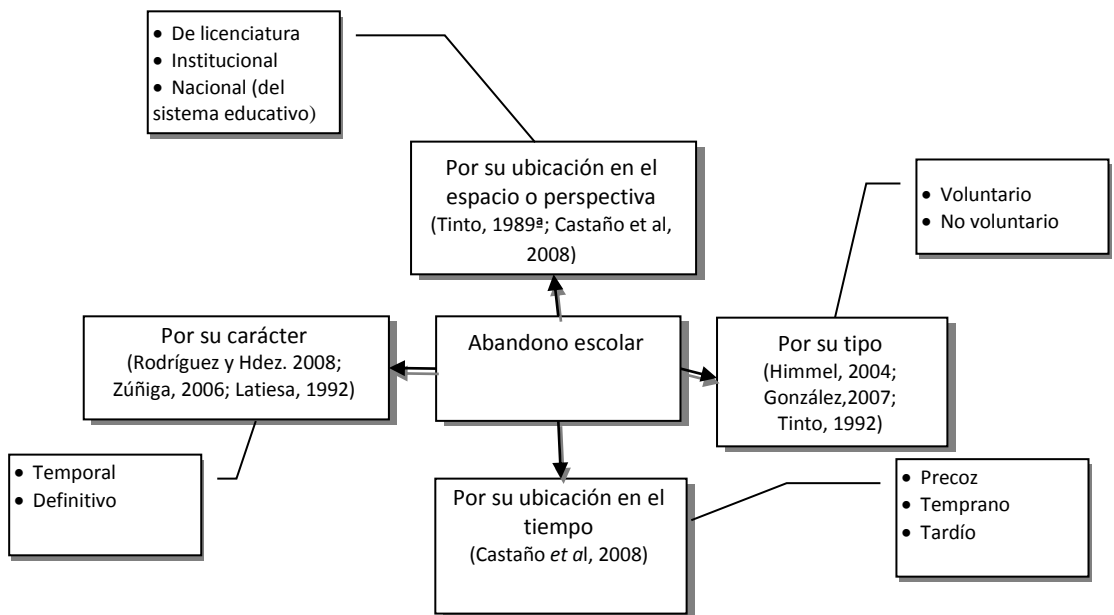 • De licenciatura
• Institucional
• Nacional (del
sistema educativo)
Por su ubicación en el
espacio o perspectiva
(Tinto, 1989ª; Castaño et al,
2008)
• Voluntario
• No voluntario
Por su carácter
(Rodríguez y Hdez. 2008;
Zúñiga, 2006; Latiesa, 1992)
Abandono escolar
Por su tipo
(Himmel, 2004;
González,2007;
Tinto, 1992)
• Temporal
• Definitivo
Por su ubicación en el
tiempo
(Castaño et al, 2008)
• Precoz
• Temprano
• Tardío